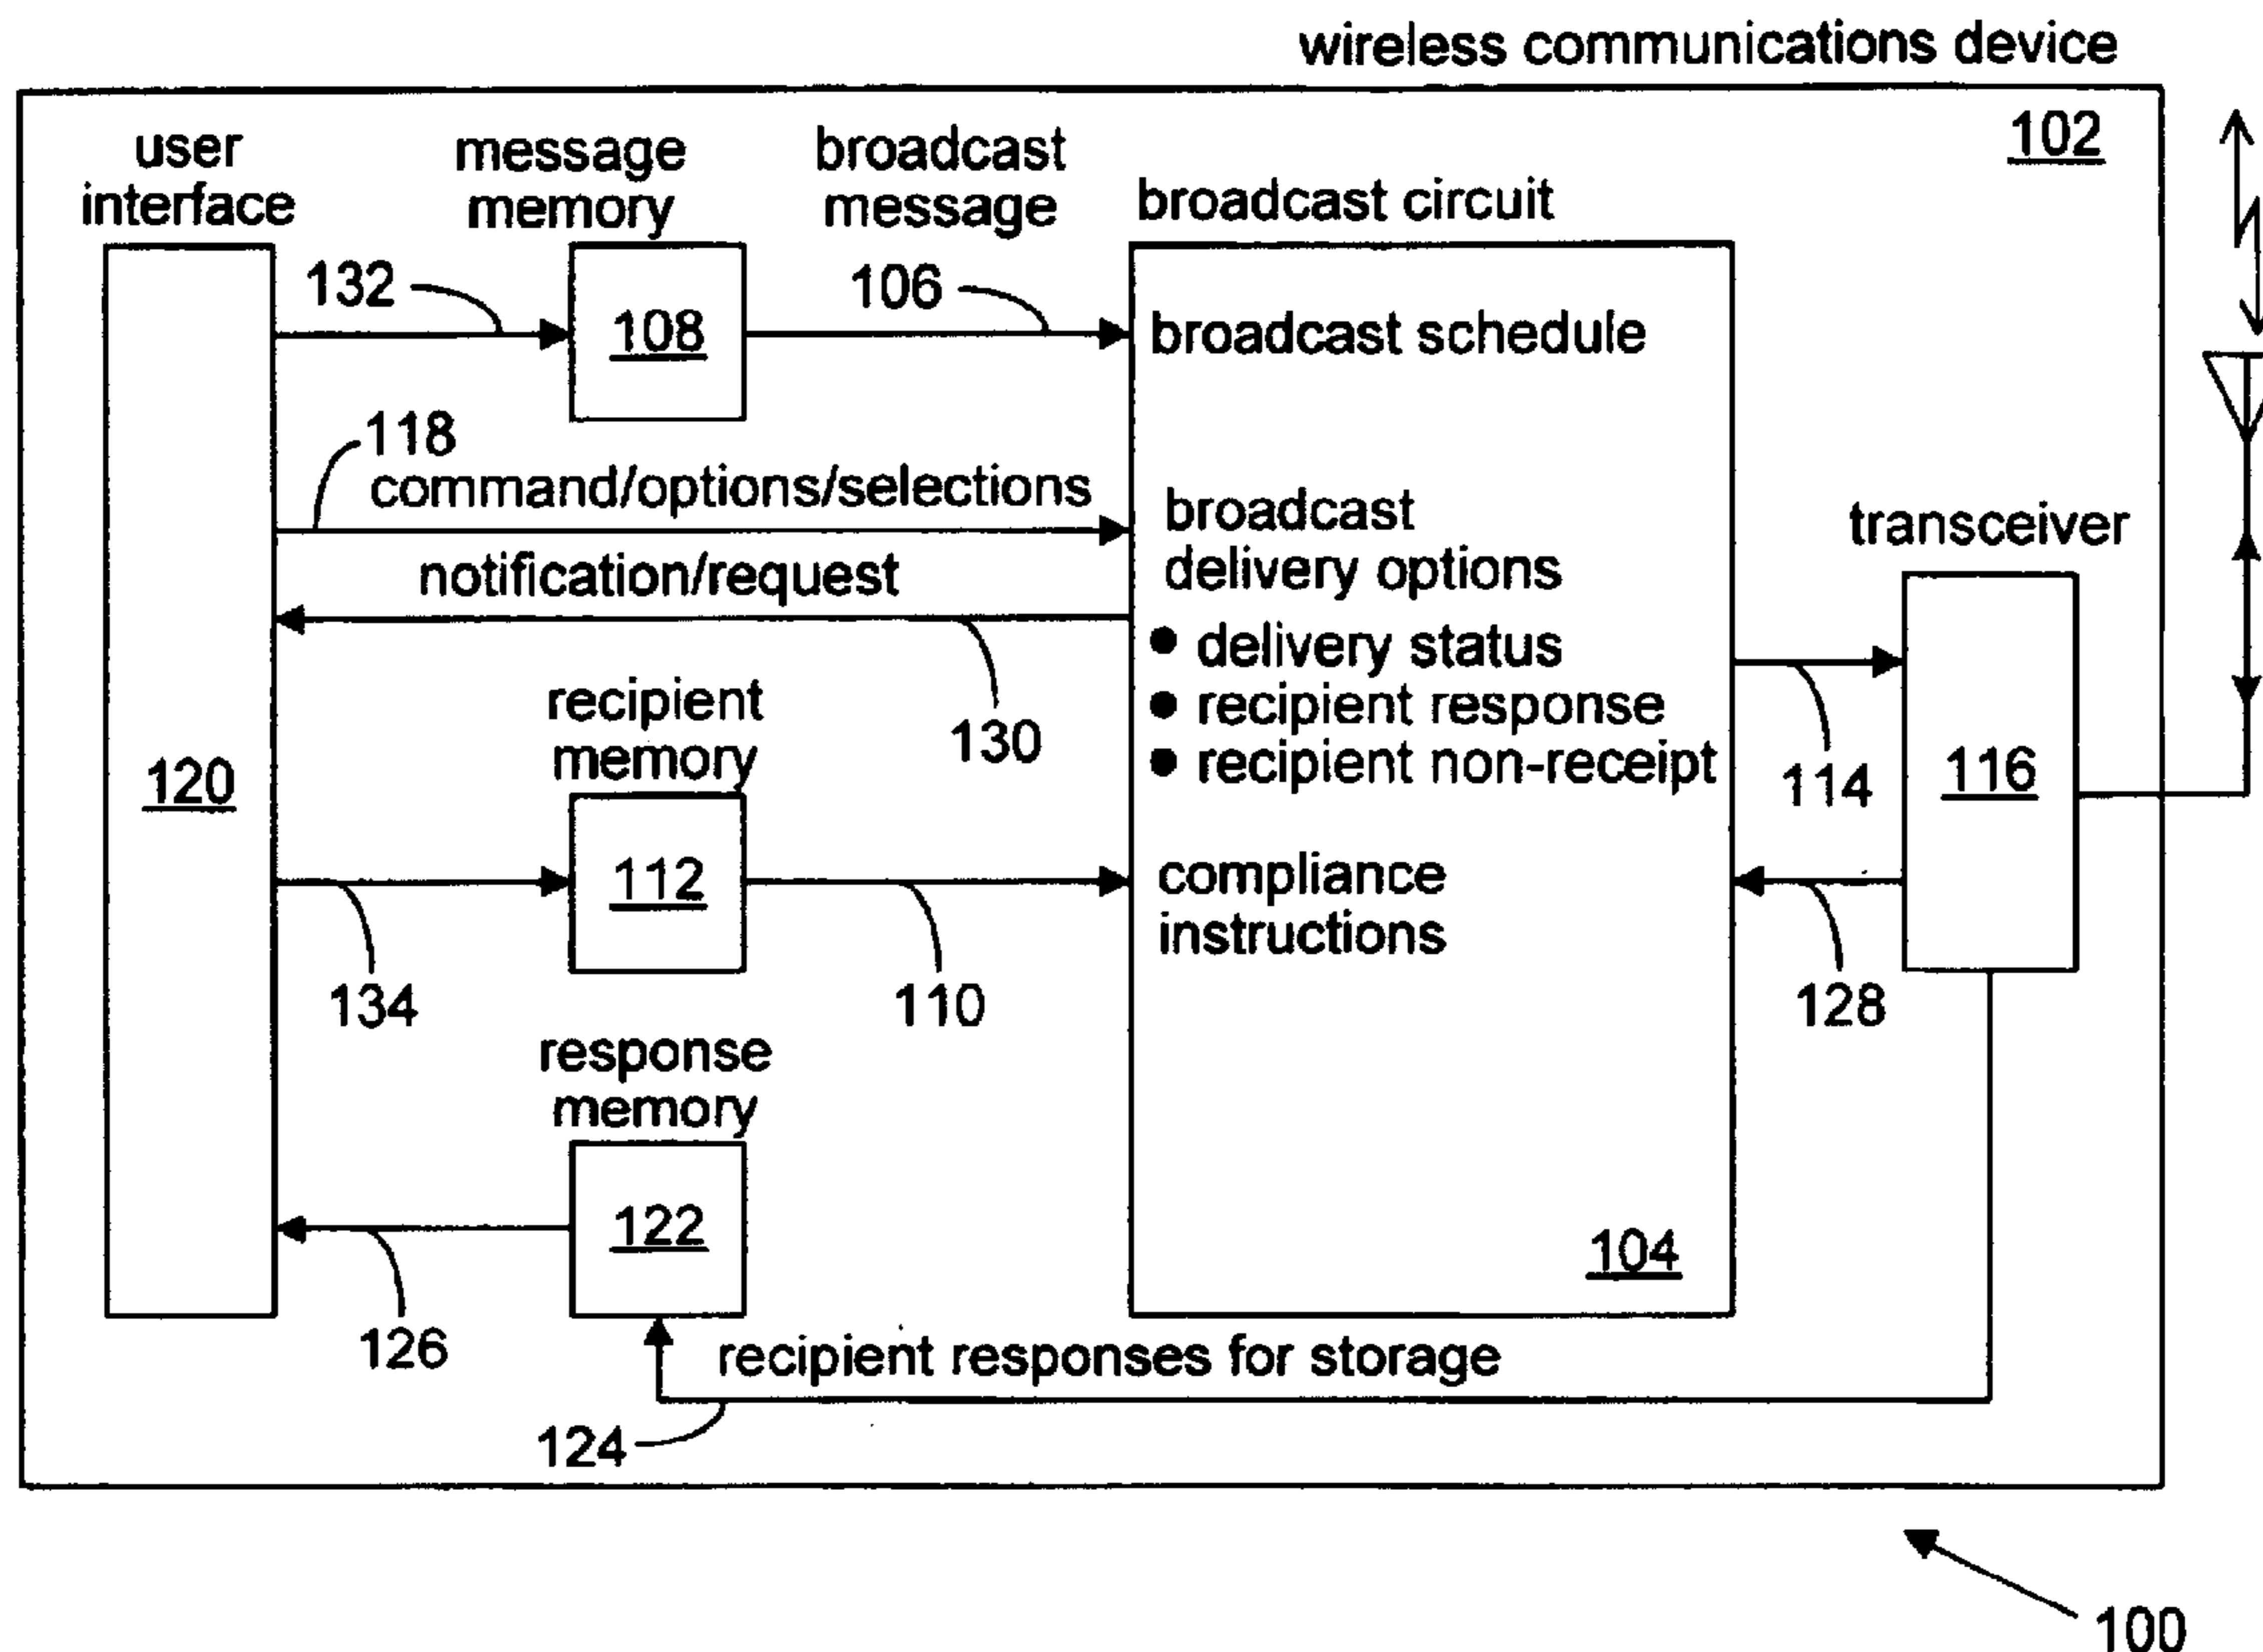 wireless communications device
102
user
interface
message
memory
broadcast
message
broadcast circuit
132
108
106
broadcast schedule
118
command/options/selections
broadcast
delivery options
transceiver
notification/request
• delivery status
• recipient response
• recipient non-receipt
130
recipient
memory
120
112
114
116
compliance
instructions
134
110
128
response
memory
122
104
126
recipient responses for storage
124
100